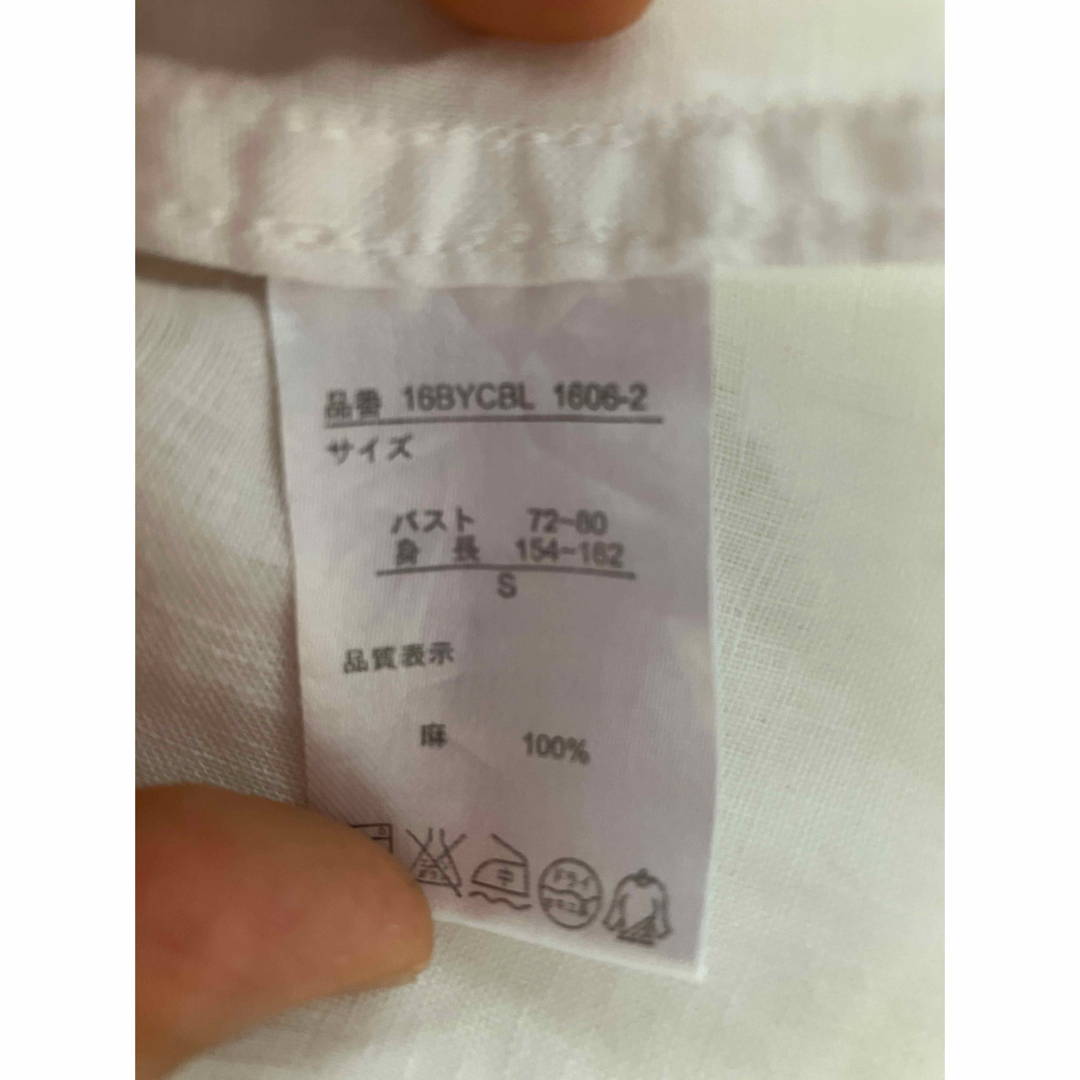 品番 16BYCBL 1606-2
サイズ
バスト 72~80
身長 154~162
S
品質表示
麻 100%
中
ドライ